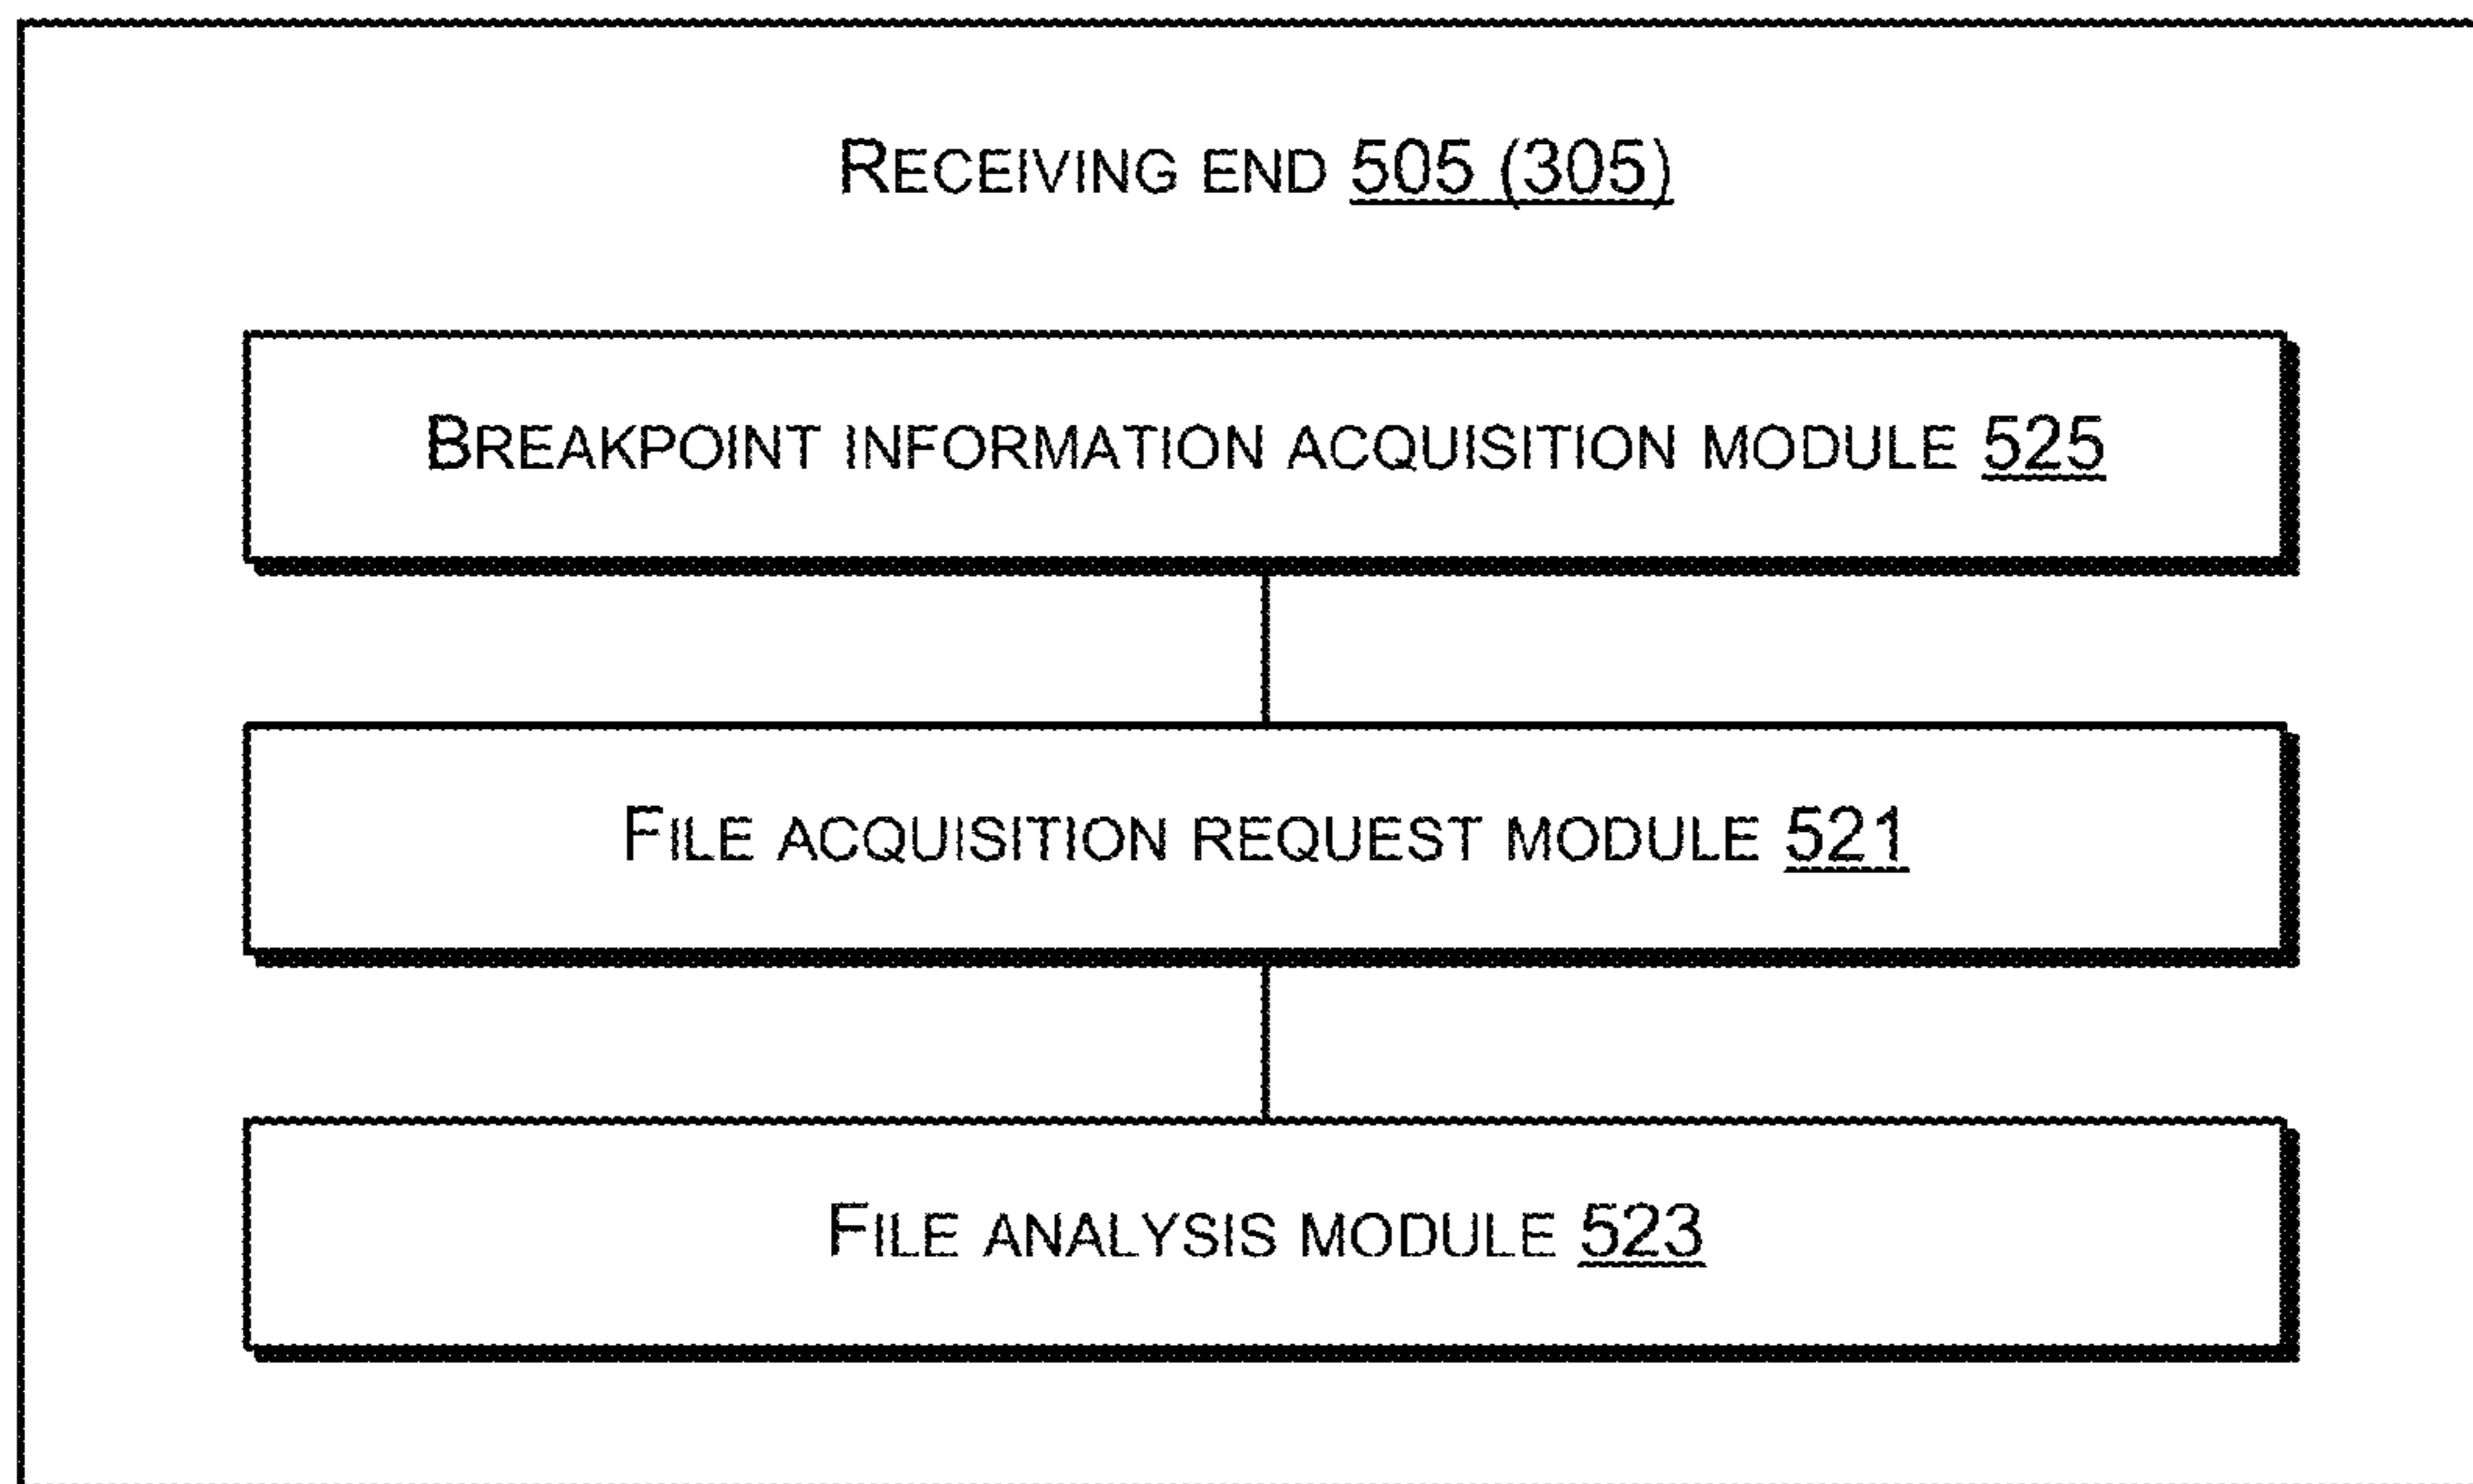 RECEIVING END 505 (305)
BREAKPOINT INFORMATION ACQUISITION MODULE 525
FILE ACQUISITION REQUEST MODULE 521
FILE ANALYSIS MODULE 523